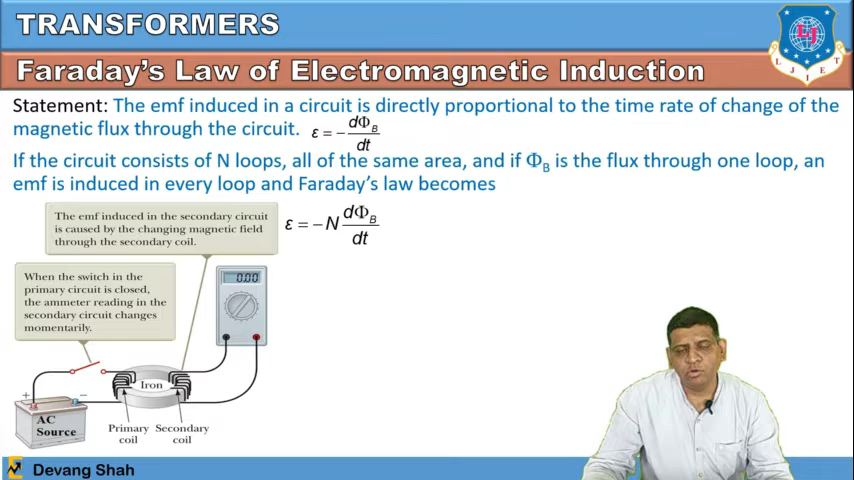 TRANSFORMERS
LJ
LJIET
Faraday's Law of Electromagnetic Induction
Statement: The emf induced in a circuit is directly proportional to the time rate of change of the
magnetic flux through the circuit. ε = − dΦB/dt
If the circuit consists of N loops, all of the same area, and if ΦB is the flux through one loop, an
emf is induced in every loop and Faraday's law becomes
ε = −N dΦB/dt
The emf induced in the secondary circuit
is caused by the changing magnetic field
through the secondary coil.
When the switch in the
primary circuit is closed,
the ammeter reading in the
secondary circuit changes
momentarily.
0.00
Iron
+ −
AC
Source
Primary
coil
Secondary
coil
Devang Shah